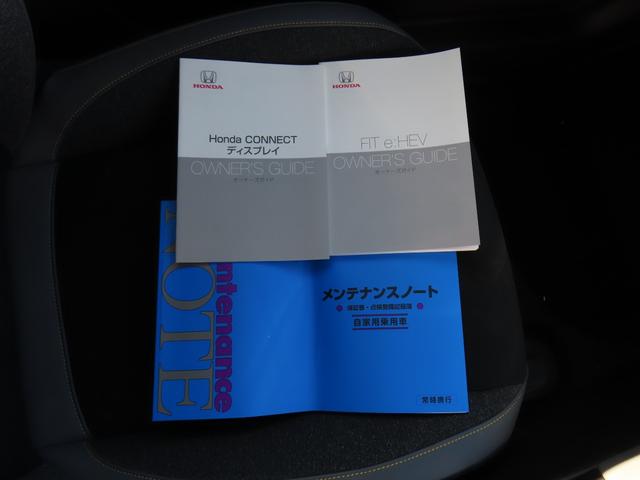 HONDA
Honda CONNECT
ディスプレイ
OWNER'S GUIDE
オーナーズガイド
HONDA
FIT e:HEV
OWNER'S GUIDE
オーナーズガイド
Maintenance
NOTE
メンテナンスノート
保証書・点検整備記録簿
自家用乗用車
常時携行